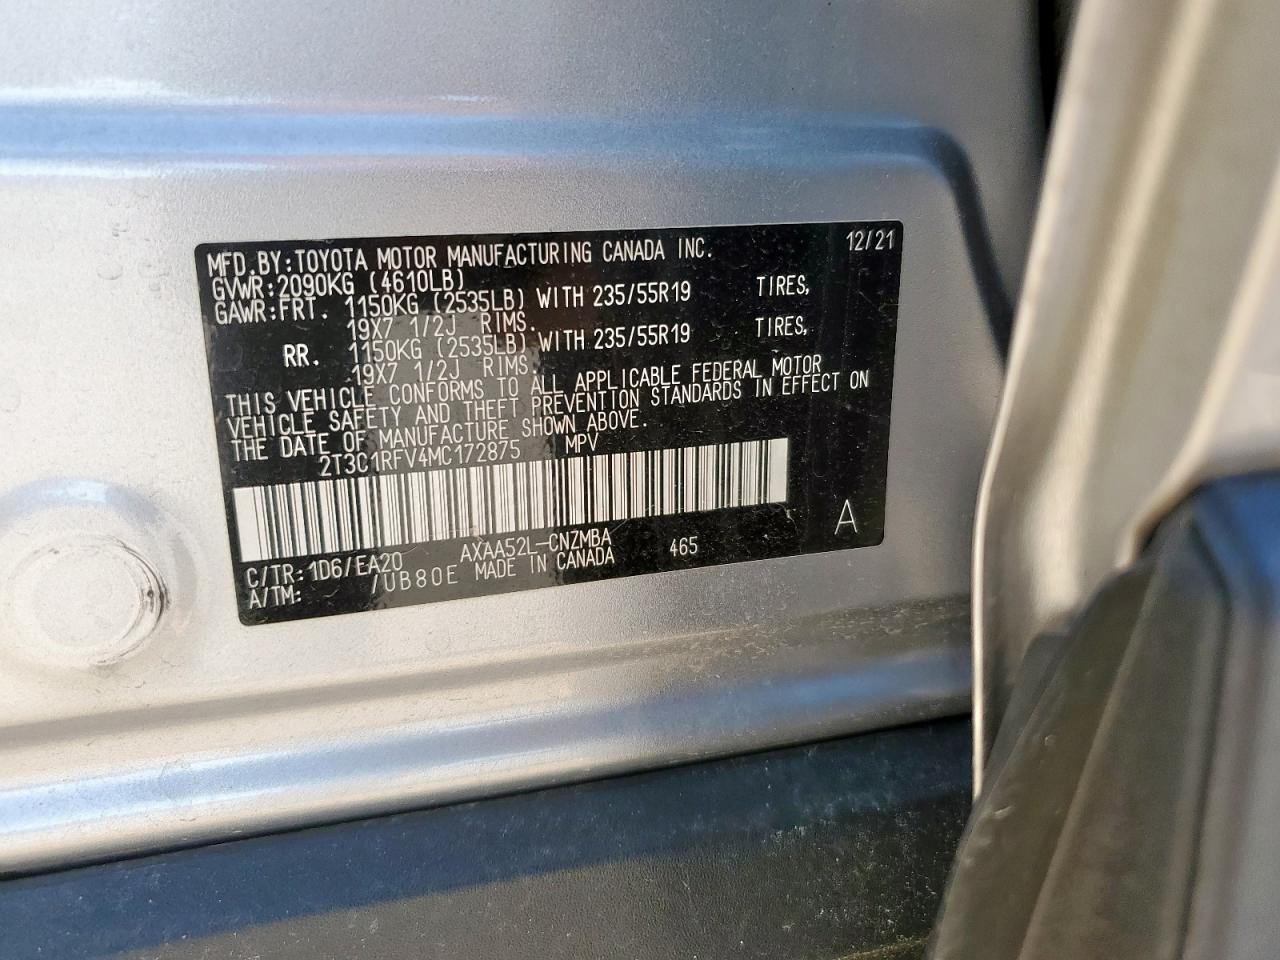 MFD.BY:TOYOTA MOTOR MANUFACTURING CANADA INC. 12/21
GVWR:2090KG (4610LB)
GAWR:FRT. 1150KG (2535LB) WITH 235/55R19 TIRES,
19X7 1/2J RIMS.
RR. 1150KG (2535LB) WITH 235/55R19 TIRES,
19X7 1/2J RIMS.
THIS VEHICLE CONFORMS TO ALL APPLICABLE FEDERAL MOTOR
VEHICLE SAFETY AND THEFT PREVENTION STANDARDS IN EFFECT ON
THE DATE OF MANUFACTURE SHOWN ABOVE.
2T3C1RFV4MC172875 MPV
A
C/TR:1D6/EA20 AXAA52L-CNZMBA 465
A/TM: /UB80E MADE IN CANADA